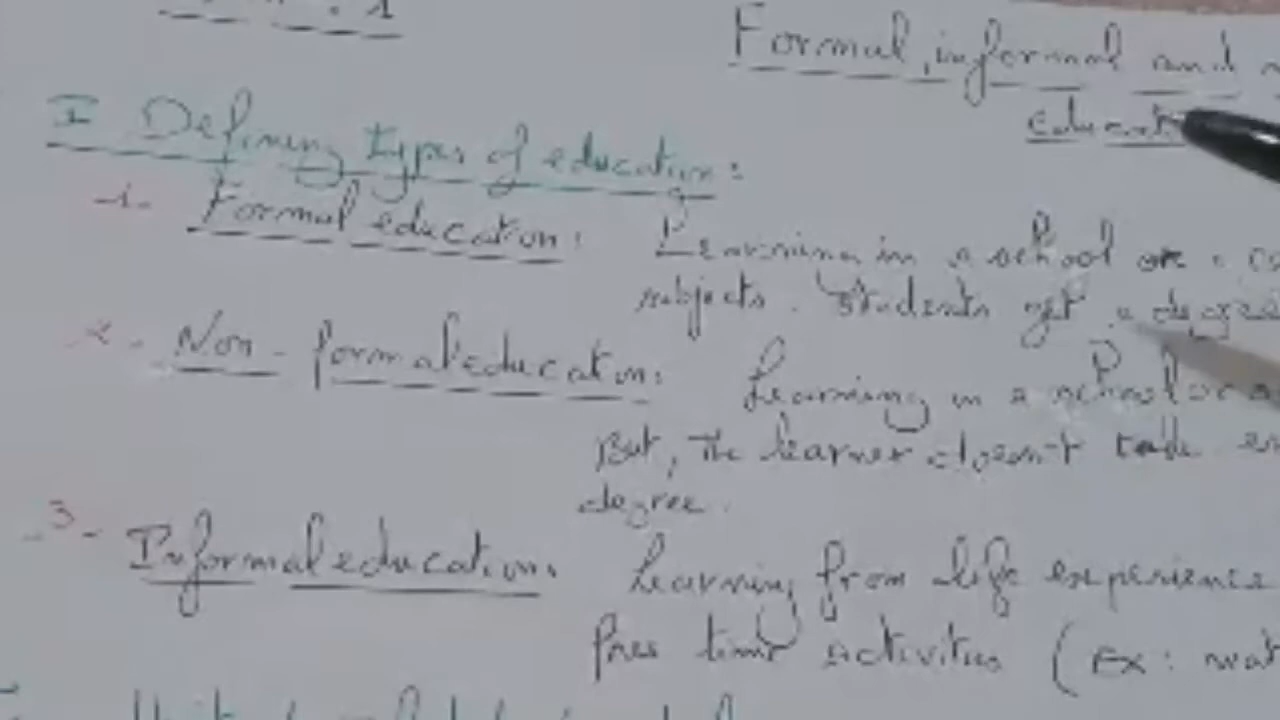 1
Formal, informal and
I Defining types of education:
-1- Formal education: Learning in a school or a
subjects. Students get a degree
2- Non-formal education: Learning in a school or a
But, the learner doesn't
degree.
-3- Informal education: Learning from life experience
free time activities (Ex: